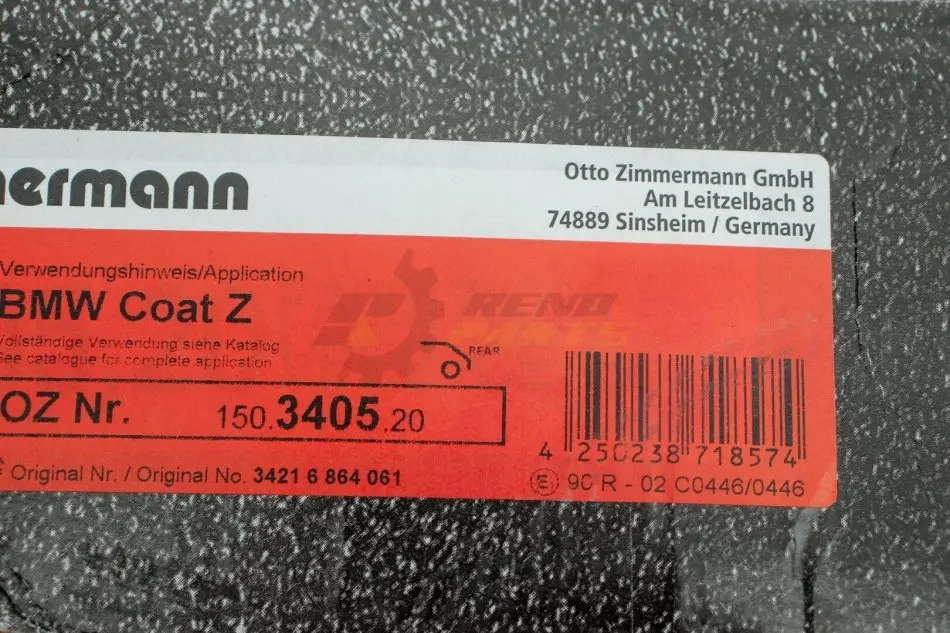 ermann
Otto Zimmermann GmbH
Am Leitzelbach 8
74889 Sinsheim / Germany
Verwendungshinweis/Application
BMW Coat Z
Vollständige Verwendung siehe Katalog
See catalogue for complete application
REAR
OZ Nr. 150.3405.20
Original Nr. / Original No. 3421 6 864 061
4 250238 718574
E 90 R - 02 C0446/0446
RENO